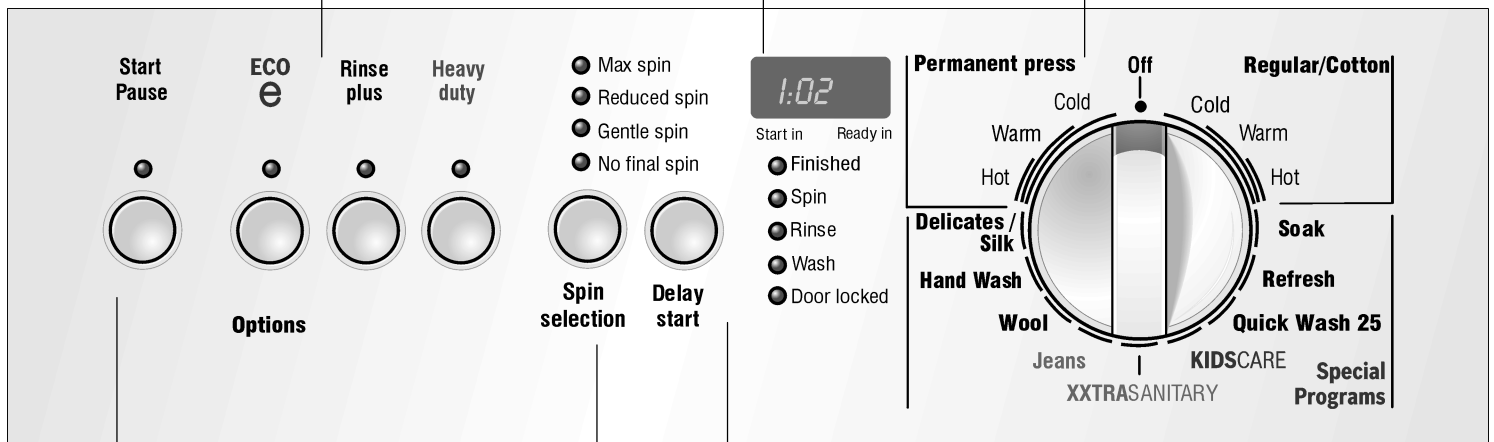 Start
Pause
ECO
e
Rinse
plus
Heavy
duty
Options
Max spin
Reduced spin
Gentle spin
No final spin
Spin
selection
Delay
start
1:02
Start in Ready in
Finished
Spin
Rinse
Wash
Door locked
Permanent press
Off
Regular/Cotton
Cold
Warm
Hot
Cold
Warm
Hot
Delicates /
Silk
Hand Wash
Wool
Jeans
XXTRASANITARY
KIDSCARE
Quick Wash 25
Refresh
Soak
Special
Programs